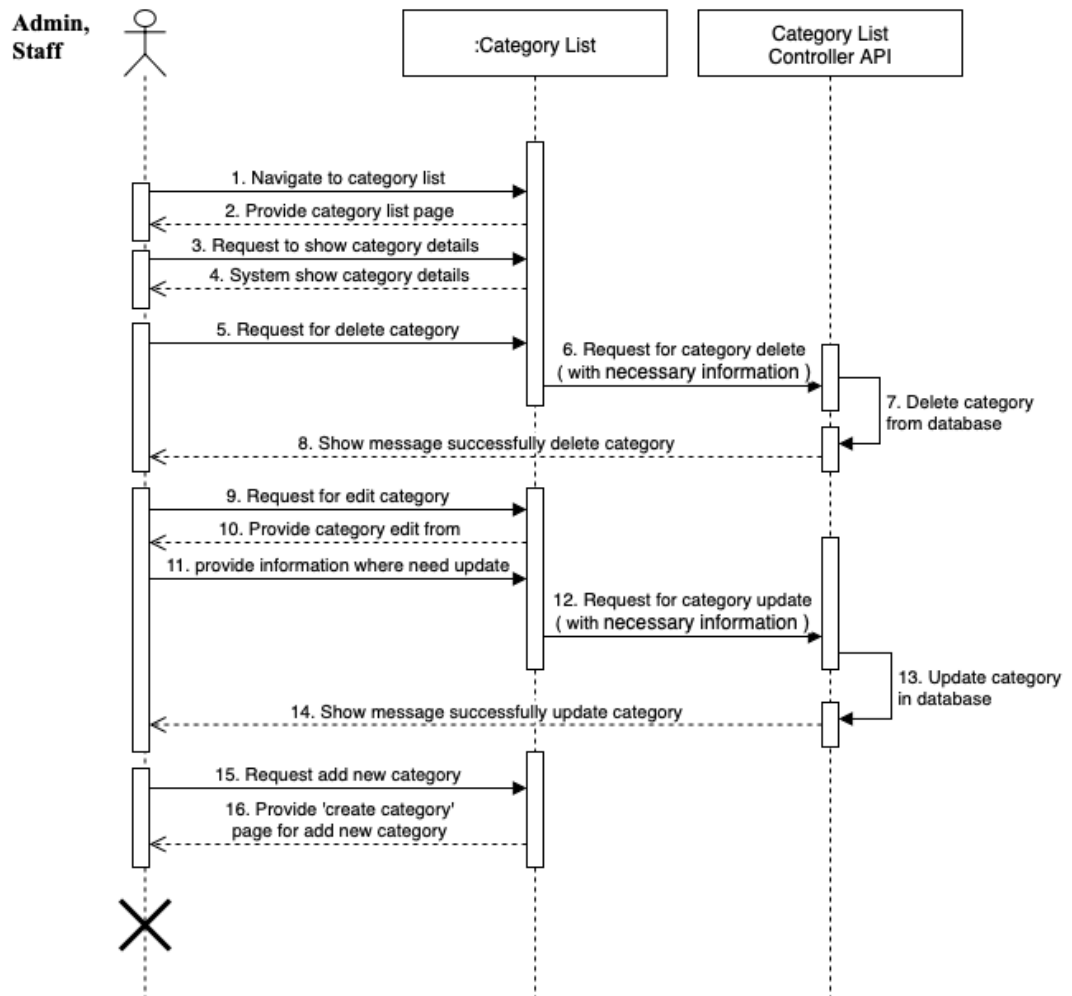 Admin,
Staff
:Category List
Category List
Controller API
1. Navigate to category list
2. Provide category list page
3. Request to show category details
4. System show category details
5. Request for delete category
6. Request for category delete
( with necessary information )
7. Delete category
from database
8. Show message successfully delete category
9. Request for edit category
10. Provide category edit from
11. provide information where need update
12. Request for category update
( with necessary information )
13. Update category
in database
14. Show message successfully update category
15. Request add new category
16. Provide 'create category'
page for add new category